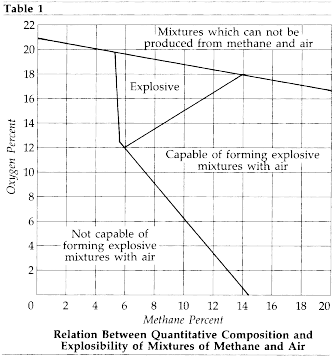 Table 1
22
20
18
16
14
12
10
8
6
4
2
Oxygen Percent
Mixtures which can not be
produced from methane and air
Explosive
Capable of forming explosive
mixtures with air
Not capable of
forming explosive
mixtures with air
0 2 4 6 8 10 12 14 16 18 20
Methane Percent
Relation Between Quantitative Composition and
Explosibility of Mixtures of Methane and Air